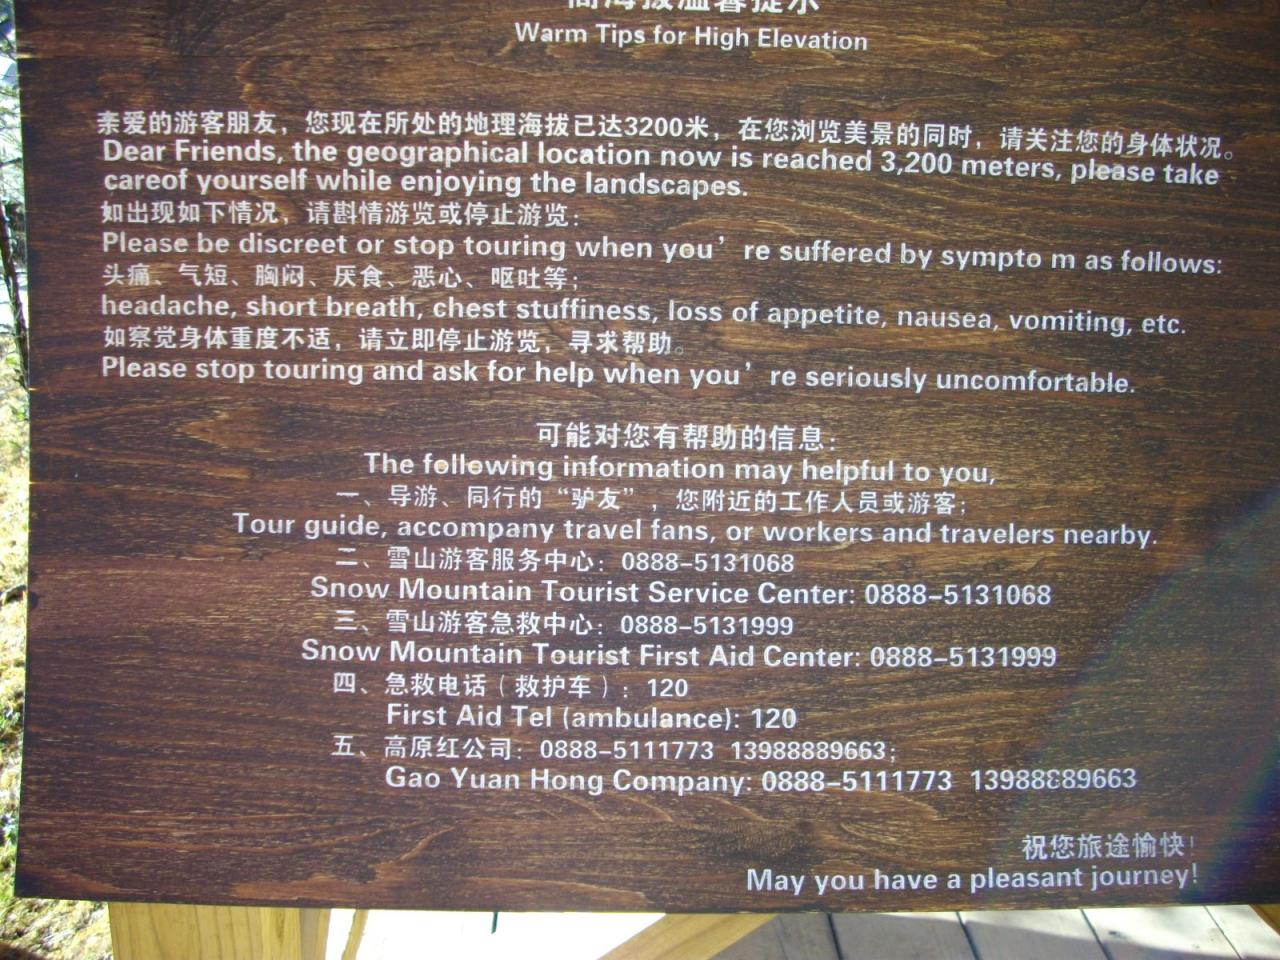 高海拔温馨提示
Warm Tips for High Elevation
亲爱的游客朋友，您现在所处的地理海拔已达3200米，在您浏览美景的同时，请关注您的身体状况。
Dear Friends, the geographical location now is reached 3,200 meters, please take
careof yourself while enjoying the landscapes.
如出现如下情况，请斟情游览或停止游览：
Please be discreet or stop touring when you’re suffered by sympto m as follows:
头痛、气短、胸闷、厌食、恶心、呕吐等；
headache, short breath, chest stuffiness, loss of appetite, nausea, vomiting, etc.
如察觉身体重度不适，请立即停止游览，寻求帮助。
Please stop touring and ask for help when you’re seriously uncomfortable.
可能对您有帮助的信息：
The following information may helpful to you,
一、导游、同行的“驴友”，您附近的工作人员或游客；
Tour guide, accompany travel fans, or workers and travelers nearby.
二、雪山游客服务中心：0888-5131068
Snow Mountain Tourist Service Center: 0888-5131068
三、雪山游客急救中心：0888-5131999
Snow Mountain Tourist First Aid Center: 0888-5131999
四、急救电话（救护车）：120
First Aid Tel (ambulance): 120
五、高原红公司：0888-5111773 13988889663；
Gao Yuan Hong Company: 0888-5111773 13988889663
祝您旅途愉快！
May you have a pleasant journey!